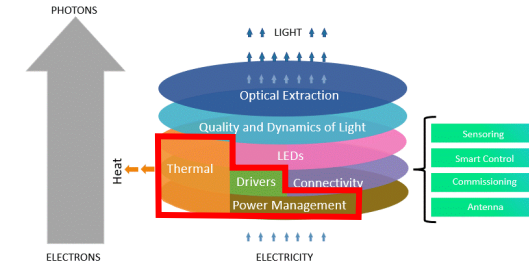 PHOTONS
LIGHT
Optical Extraction
Quality and Dynamics of Light
LEDs
Thermal
Heat
Drivers
Connectivity
Power Management
Sensoring
Smart Control
Commissioning
Antenna
ELECTRONS
ELECTRICITY